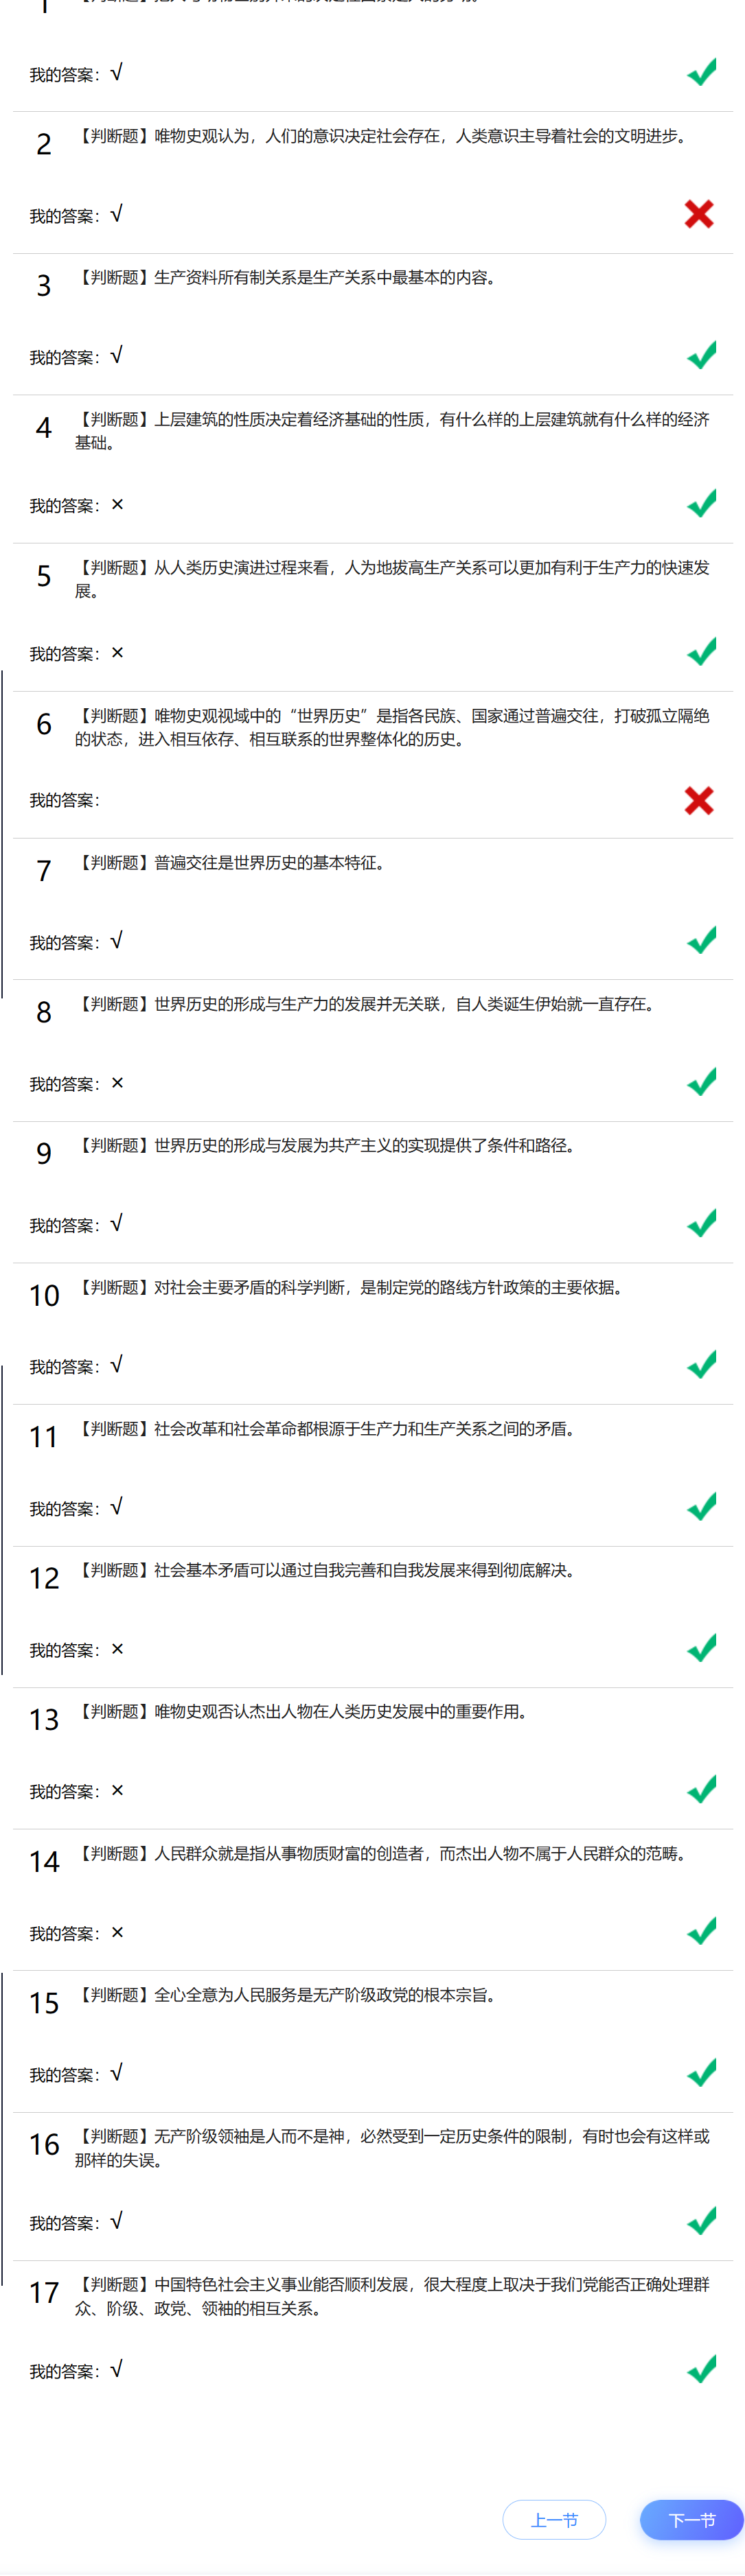 1
我的答案：√
2
【判断题】唯物史观认为，人们的意识决定社会存在，人类意识主导着社会的文明进步。
我的答案：√
3
【判断题】生产资料所有制关系是生产关系中最基本的内容。
我的答案：√
4
【判断题】上层建筑的性质决定着经济基础的性质，有什么样的上层建筑就有什么样的经济
基础。
我的答案：×
5
【判断题】从人类历史演进过程来看，人为地拔高生产关系可以更加有利于生产力的快速发
展。
我的答案：×
6
【判断题】唯物史观视域中的“世界历史”是指各民族、国家通过普遍交往，打破孤立隔绝
的状态，进入相互依存、相互联系的世界整体化的历史。
我的答案：
7
【判断题】普遍交往是世界历史的基本特征。
我的答案：√
8
【判断题】世界历史的形成与生产力的发展并无关联，自人类诞生伊始就一直存在。
我的答案：×
9
【判断题】世界历史的形成与发展为共产主义的实现提供了条件和路径。
我的答案：√
10
【判断题】对社会主要矛盾的科学判断，是制定党的路线方针政策的主要依据。
我的答案：√
11
【判断题】社会改革和社会革命都根源于生产力和生产关系之间的矛盾。
我的答案：√
12
【判断题】社会基本矛盾可以通过自我完善和自我发展来得到彻底解决。
我的答案：×
13
【判断题】唯物史观否认杰出人物在人类历史发展中的重要作用。
我的答案：×
14
【判断题】人民群众就是指从事物质财富的创造者，而杰出人物不属于人民群众的范畴。
我的答案：×
15
【判断题】全心全意为人民服务是无产阶级政党的根本宗旨。
我的答案：√
16
【判断题】无产阶级领袖是人而不是神，必然受到一定历史条件的限制，有时也会有这样或
那样的失误。
我的答案：√
17
【判断题】中国特色社会主义事业能否顺利发展，很大程度上取决于我们党能否正确处理群
众、阶级、政党、领袖的相互关系。
我的答案：√
上一节
下一节